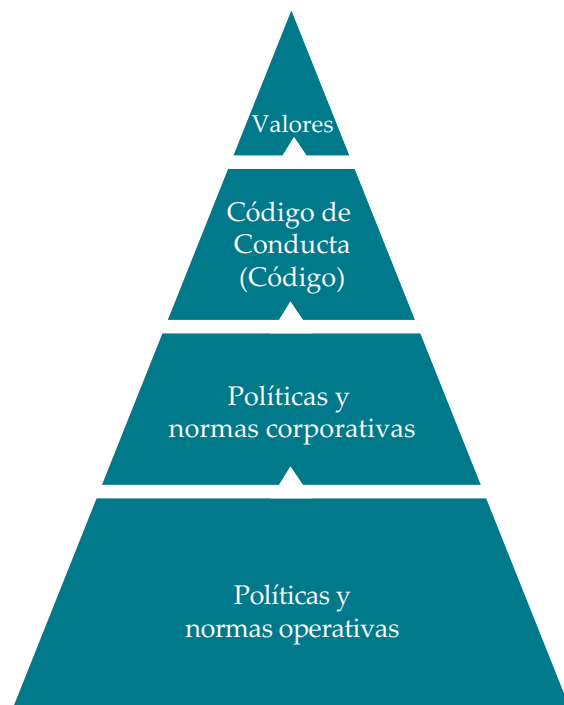 Valores
Código de
Conducta
(Código)
Políticas y
normas corporativas
Políticas y
normas operativas